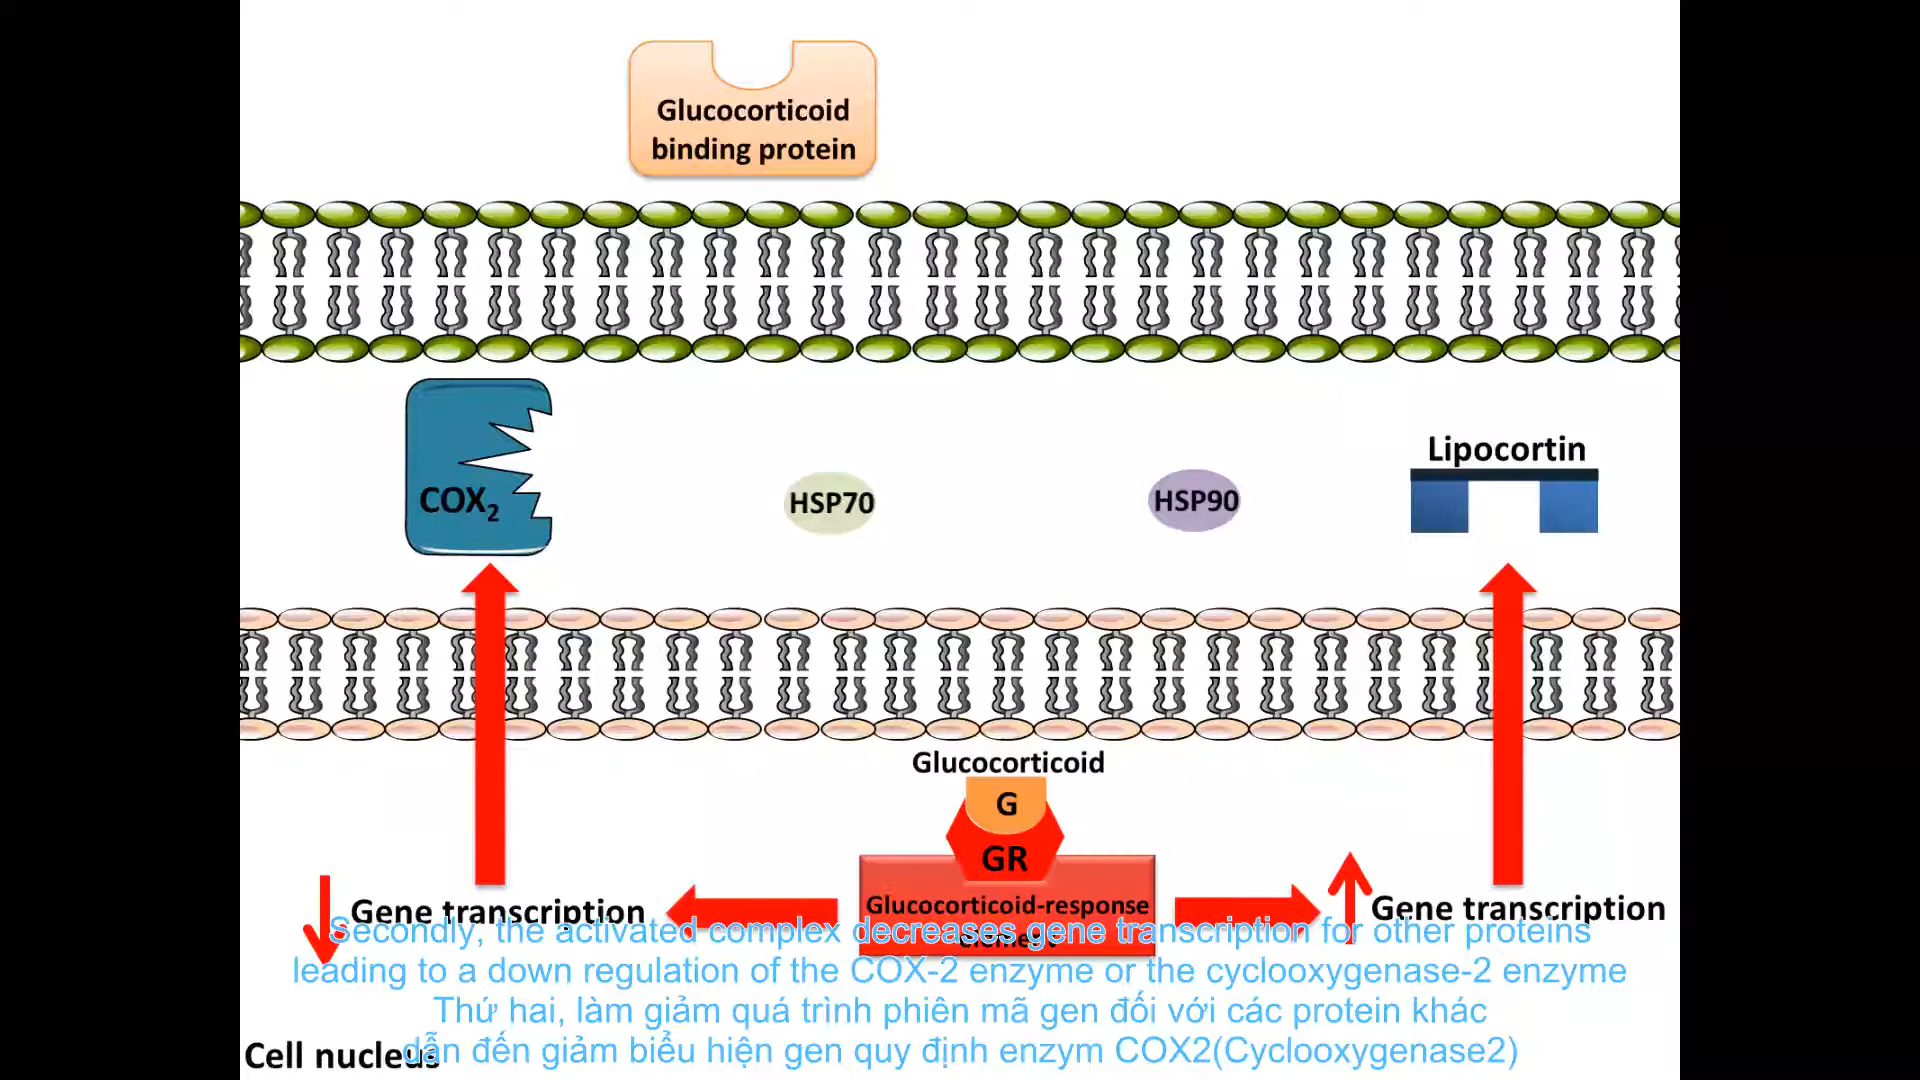 Glucocorticoid
binding protein
Lipocortin
COX2
HSP70
HSP90
Glucocorticoid
G
GR
Gene transcription
Glucocorticoid-response
element
Gene transcription
Secondly, the activated complex decreases gene transcription for other proteins
leading to a down regulation of the COX-2 enzyme or the cyclooxygenase-2 enzyme
Thứ hai, làm giảm quá trình phiên mã gen đối với các protein khác
dẫn đến giảm biểu hiện gen quy định enzym COX2(Cyclooxygenase2)
Cell nucleus